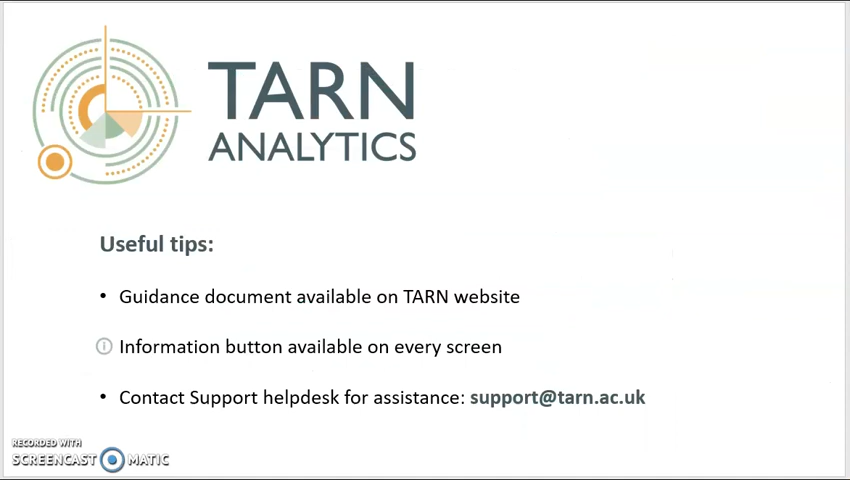 TARN
ANALYTICS
Useful tips:
• Guidance document available on TARN website
ⓘ Information button available on every screen
• Contact Support helpdesk for assistance: support@tarn.ac.uk
RECORDED WITH
SCREENCAST MATIC